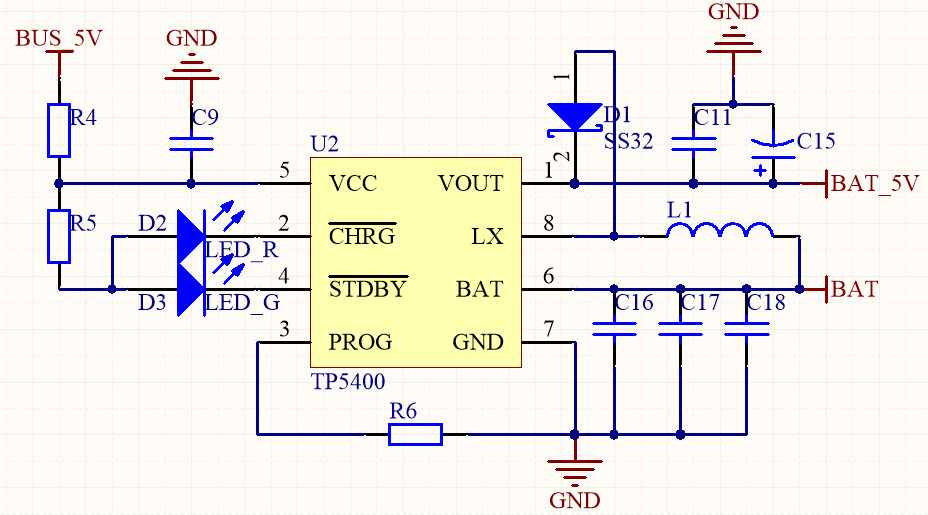 GND
BUS_5V
GND
1
R4
C9
D1
C11
U2
SS32
C15
2
5
VCC
VOUT
1
BAT_5V
R5
D2
2
CHRG
LX
8
L1
LED_R
4
STDBY
BAT
6
BAT
D3
LED_G
C16
C17
C18
3
PROG
GND
7
TP5400
R6
GND